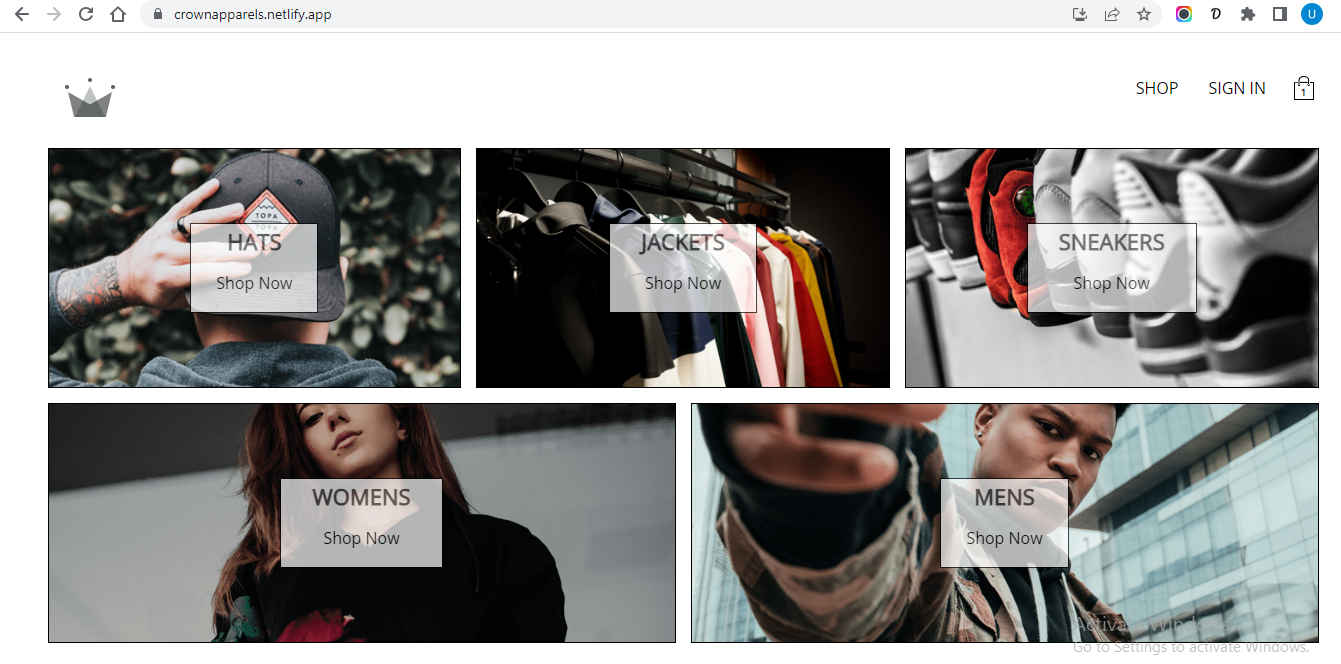 crownapparels.netlify.app
U
SHOP SIGN IN
1
TOPA
TOPA
HATS
Shop Now
JACKETS
Shop Now
SNEAKERS
Shop Now
WOMENS
Shop Now
MENS
Shop Now
Activate Windows
Go to Settings to activate Windows.